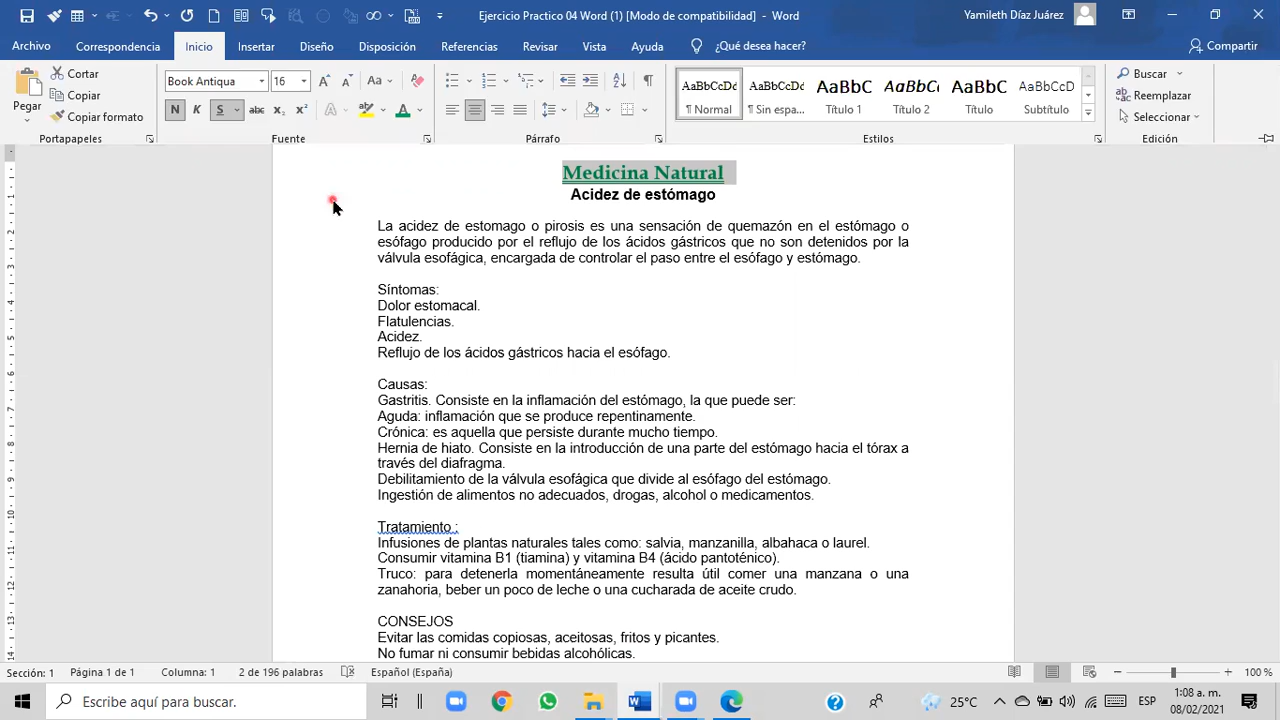 Ejercicio Practico 04 Word (1) [Modo de compatibilidad] - Word
Yamileth Díaz Juárez
Archivo Correspondencia Inicio Insertar Diseño Disposición Referencias Revisar Vista Ayuda ¿Qué desea hacer? Compartir
Pegar
Cortar
Copiar
Copiar formato
Portapapeles
Book Antiqua 16 A A Aa
N K S abc x₂ x² A A
Fuente
Párrafo
AaBbCcDc AaBbCcDc AaBbC AaBbCc AaBbC AaBbCcD
¶ Normal ¶ Sin espa... Título 1 Título 2 Título Subtítulo
Estilos
Buscar
Reemplazar
Seleccionar
Edición
Medicina Natural
Acidez de estómago
La acidez de estomago o pirosis es una sensación de quemazón en el estómago o
esófago producido por el reflujo de los ácidos gástricos que no son detenidos por la
válvula esofágica, encargada de controlar el paso entre el esófago y estómago.
Síntomas:
Dolor estomacal.
Flatulencias.
Acidez.
Reflujo de los ácidos gástricos hacia el esófago.
Causas:
Gastritis. Consiste en la inflamación del estómago, la que puede ser:
Aguda: inflamación que se produce repentinamente.
Crónica: es aquella que persiste durante mucho tiempo.
Hernia de hiato. Consiste en la introducción de una parte del estómago hacia el tórax a
través del diafragma.
Debilitamiento de la válvula esofágica que divide al esófago del estómago.
Ingestión de alimentos no adecuados, drogas, alcohol o medicamentos.
Tratamiento :
Infusiones de plantas naturales tales como: salvia, manzanilla, albahaca o laurel.
Consumir vitamina B1 (tiamina) y vitamina B4 (ácido pantoténico).
Truco: para detenerla momentáneamente resulta útil comer una manzana o una
zanahoria, beber un poco de leche o una cucharada de aceite crudo.
CONSEJOS
Evitar las comidas copiosas, aceitosas, fritos y picantes.
No fumar ni consumir bebidas alcohólicas.
Sección: 1 Página 1 de 1 Columna: 1 2 de 196 palabras Español (España) 100 %
Escribe aquí para buscar. 25°C ESP 1:08 a. m.
08/02/2021